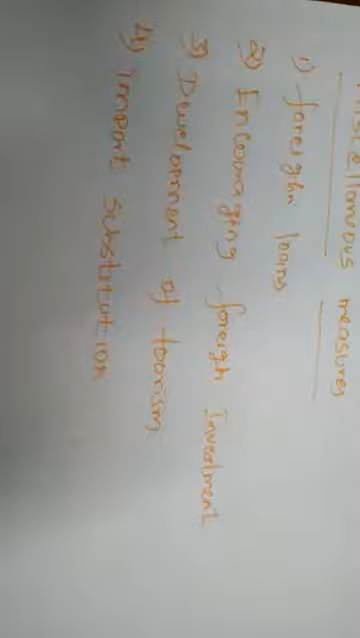 Miscellaneous measures
1) foreign loans
2) Encouraging foreign Investment
3) Development of tourism
4) Import substitution